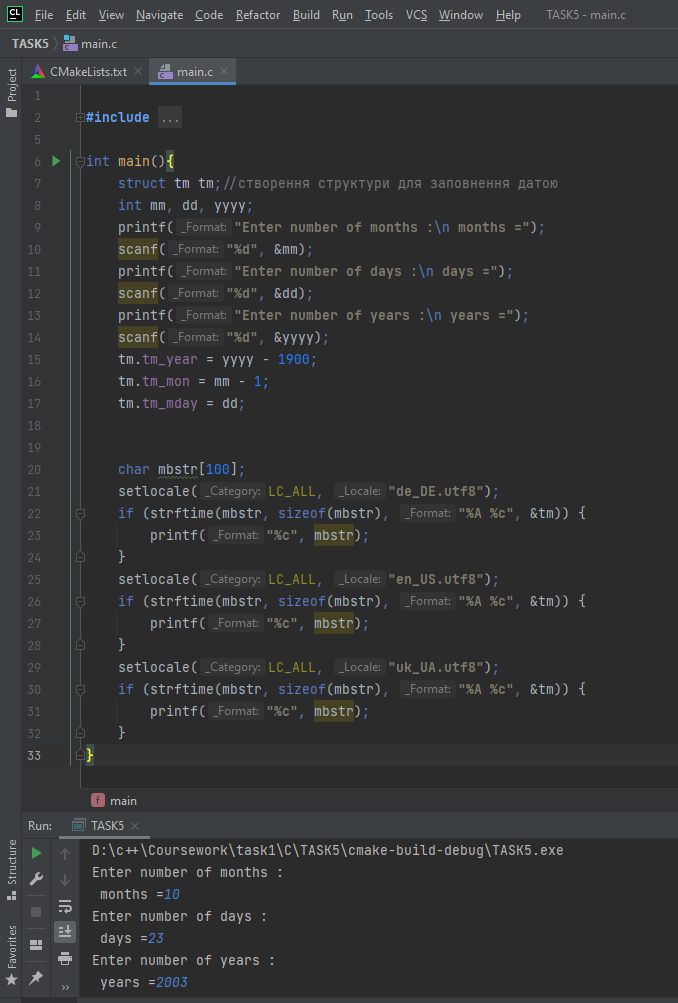 CL File Edit View Navigate Code Refactor Build Run Tools VCS Window Help TASK5 - main.c
TASK5 main.c
Project
CMakeLists.txt main.c
1
2 #include ...
5
6 int main(){
7 struct tm tm;//створення структури для заповнення датою
8 int mm, dd, yyyy;
9 printf( _Format: "Enter number of months :\n months =");
10 scanf( _Format: "%d", &mm);
11 printf( _Format: "Enter number of days :\n days =");
12 scanf( _Format: "%d", &dd);
13 printf( _Format: "Enter number of years :\n years =");
14 scanf( _Format: "%d", &yyyy);
15 tm.tm_year = yyyy - 1900;
16 tm.tm_mon = mm - 1;
17 tm.tm_mday = dd;
18
19
20 char mbstr[100];
21 setlocale( _Category: LC_ALL, _Locale: "de_DE.utf8");
22 if (strftime(mbstr, sizeof(mbstr), _Format: "%A %c", &tm)) {
23 printf( _Format: "%c", mbstr);
24 }
25 setlocale( _Category: LC_ALL, _Locale: "en_US.utf8");
26 if (strftime(mbstr, sizeof(mbstr), _Format: "%A %c", &tm)) {
27 printf( _Format: "%c", mbstr);
28 }
29 setlocale( _Category: LC_ALL, _Locale: "uk_UA.utf8");
30 if (strftime(mbstr, sizeof(mbstr), _Format: "%A %c", &tm)) {
31 printf( _Format: "%c", mbstr);
32 }
33 }
f main
Run: TASK5
Structure
Favorites
D:\c++\Coursework\task1\C\TASK5\cmake-build-debug\TASK5.exe
Enter number of months :
months =10
Enter number of days :
days =23
Enter number of years :
years =2003